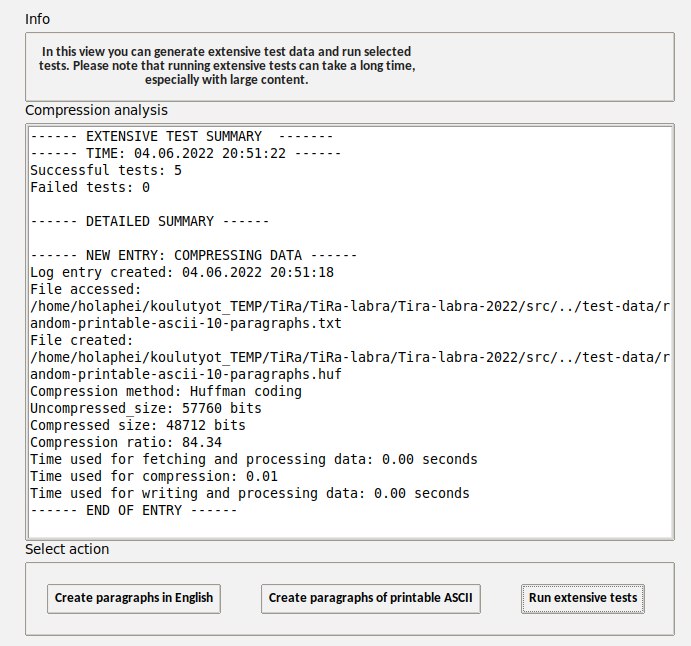 Info
In this view you can generate extensive test data and run selected
tests. Please note that running extensive tests can take a long time,
especially with large content.
Compression analysis
------ EXTENSIVE TEST SUMMARY  -------
------ TIME: 04.06.2022 20:51:22 ------
Successful tests: 5
Failed tests: 0
------ DETAILED SUMMARY ------
------ NEW ENTRY: COMPRESSING DATA ------
Log entry created: 04.06.2022 20:51:18
File accessed:
/home/holaphei/koulutyot_TEMP/TiRa/TiRa-labra/Tira-labra-2022/src/../test-data/r
andom-printable-ascii-10-paragraphs.txt
File created:
/home/holaphei/koulutyot_TEMP/TiRa/TiRa-labra/Tira-labra-2022/src/../test-data/r
andom-printable-ascii-10-paragraphs.huf
Compression method: Huffman coding
Uncompressed_size: 57760 bits
Compressed size: 48712 bits
Compression ratio: 84.34
Time used for fetching and processing data: 0.00 seconds
Time used for compression: 0.01
Time used for writing and processing data: 0.00 seconds
------ END OF ENTRY ------
Select action
Create paragraphs in English
Create paragraphs of printable ASCII
Run extensive tests